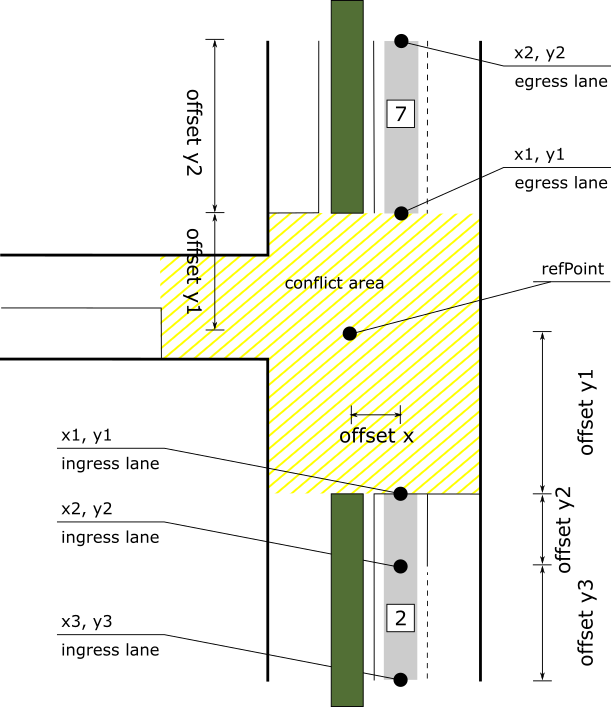 x2, y2
egress lane
offset y2
7
x1, y1
egress lane
offset y1
conflict area
refPoint
offset x
offset y1
x1, y1
ingress lane
x2, y2
ingress lane
offset y2
2
x3, y3
ingress lane
offset y3